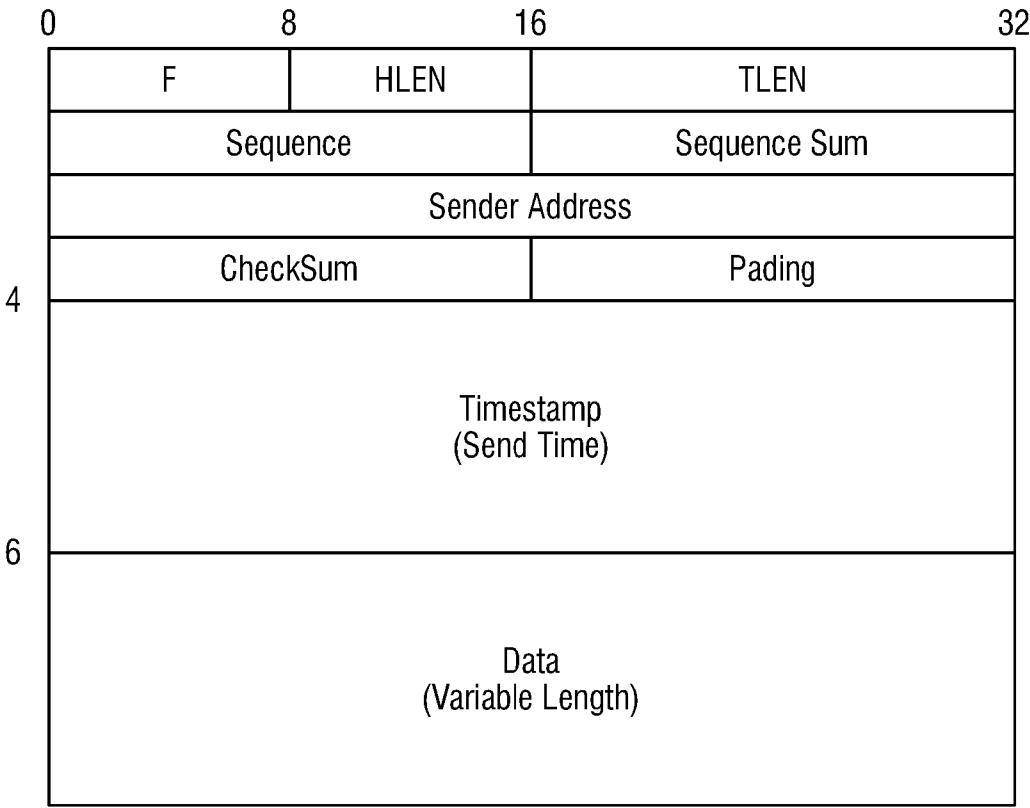 0 8 16 32
F HLEN TLEN
Sequence Sequence Sum
Sender Address
CheckSum Pading
4
Timestamp
(Send Time)
6
Data
(Variable Length)